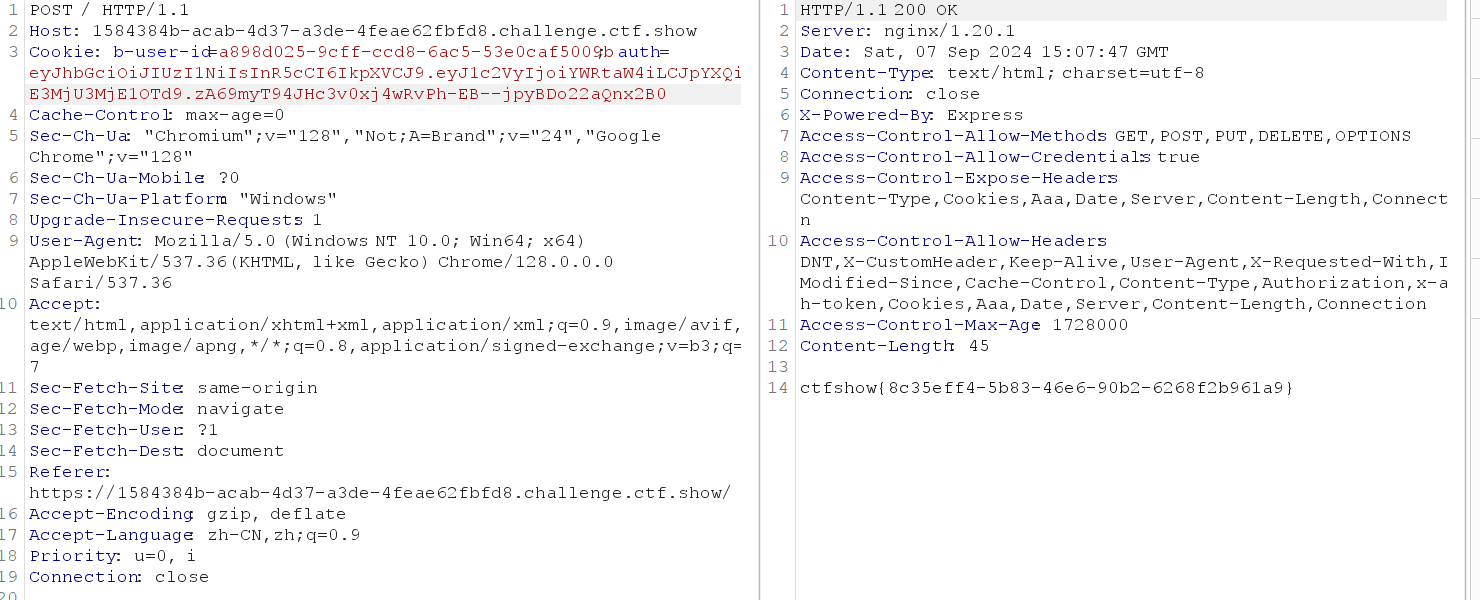 1 POST / HTTP/1.1
2 Host: 1584384b-acab-4d37-a3de-4feae62fbfd8.challenge.ctf.show
3 Cookie: b-user-id=a898d025-9cff-ccd8-6ac5-53e0caf5009b; auth=
eyJhbGciOiJIUzI1NiIsInR5cCI6IkpXVCJ9.eyJ1c2VyIjoiYWRtaW4iLCJpYXQi
E3MjU3MjE1OTd9.zA69myT94JHc3v0xj4wRvPh-EB--jpyBDo22aQnx2B0
4 Cache-Control: max-age=0
5 Sec-Ch-Ua: "Chromium";v="128","Not;A=Brand";v="24","Google
Chrome";v="128"
6 Sec-Ch-Ua-Mobile: ?0
7 Sec-Ch-Ua-Platform: "Windows"
8 Upgrade-Insecure-Requests: 1
9 User-Agent: Mozilla/5.0 (Windows NT 10.0; Win64; x64)
AppleWebKit/537.36 (KHTML, like Gecko) Chrome/128.0.0.0
Safari/537.36
10 Accept:
text/html,application/xhtml+xml,application/xml;q=0.9,image/avif,
age/webp,image/apng,*/*;q=0.8,application/signed-exchange;v=b3;q=
7
11 Sec-Fetch-Site: same-origin
12 Sec-Fetch-Mode: navigate
13 Sec-Fetch-User: ?1
14 Sec-Fetch-Dest: document
15 Referer:
https://1584384b-acab-4d37-a3de-4feae62fbfd8.challenge.ctf.show/
16 Accept-Encoding: gzip, deflate
17 Accept-Language: zh-CN,zh;q=0.9
18 Priority: u=0, i
19 Connection: close
20
1 HTTP/1.1 200 OK
2 Server: nginx/1.20.1
3 Date: Sat, 07 Sep 2024 15:07:47 GMT
4 Content-Type: text/html; charset=utf-8
5 Connection: close
6 X-Powered-By: Express
7 Access-Control-Allow-Methods: GET,POST,PUT,DELETE,OPTIONS
8 Access-Control-Allow-Credentials: true
9 Access-Control-Expose-Headers:
Content-Type,Cookies,Aaa,Date,Server,Content-Length,Connect
n
10 Access-Control-Allow-Headers:
DNT,X-CustomHeader,Keep-Alive,User-Agent,X-Requested-With,I
Modified-Since,Cache-Control,Content-Type,Authorization,x-a
h-token,Cookies,Aaa,Date,Server,Content-Length,Connection
11 Access-Control-Max-Age: 1728000
12 Content-Length: 45
13
14 ctfshow{8c35eff4-5b83-46e6-90b2-6268f2b961a9}